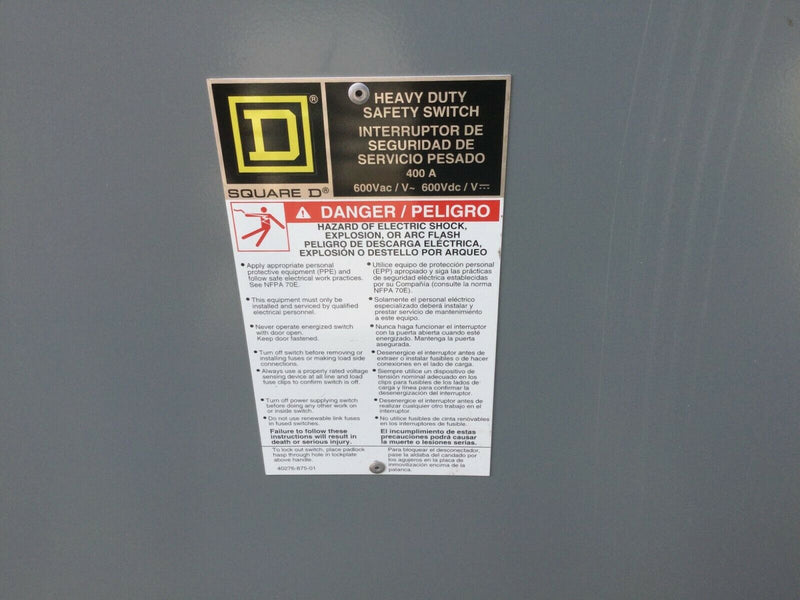 D®
SQUARE D®
HEAVY DUTY
SAFETY SWITCH
INTERRUPTOR DE
SEGURIDAD DE
SERVICIO PESADO
400 A
600Vac / V~ 600Vdc / V⎓
⚠ DANGER / PELIGRO
HAZARD OF ELECTRIC SHOCK,
EXPLOSION, OR ARC FLASH
PELIGRO DE DESCARGA ELÉCTRICA,
EXPLOSIÓN O DESTELLO POR ARQUEO
• Apply appropriate personal
protective equipment (PPE) and
follow safe electrical work practices.
See NFPA 70E.
• This equipment must only be
installed and serviced by qualified
electrical personnel.
• Never operate energized switch
with door open.
Keep door fastened.
• Turn off switch before removing or
installing fuses or making load side
connections.
• Always use a properly rated voltage
sensing device at all line and load
fuse clips to confirm switch is off.
• Turn off power supplying switch
before doing any other work on
or inside switch.
• Do not use renewable link fuses
in fused switches.
Failure to follow these
instructions will result in
death or serious injury.
To lock out switch, place padlock
hasp through hole in lockplate
above handle.
40276-875-01
• Utilice equipo de protección personal
(EPP) apropiado y siga las prácticas
de seguridad eléctrica establecidas
por su Compañía (consulte la norma
NFPA 70E).
• Solamente el personal eléctrico
especializado deberá instalar y
prestar servicio de mantenimiento
a este equipo.
• Nunca haga funcionar el interruptor
con la puerta abierta cuando esté
energizado. Mantenga la puerta
asegurada.
• Desenergice el interruptor antes de
extraer o instalar fusibles o de hacer
conexiones en el lado de carga.
• Siempre utilice un dispositivo de
tensión nominal adecuado en los
clips para fusibles de los lados de
carga y línea para confirmar la
desenergización del interruptor.
• Desenergice el interruptor antes de
realizar cualquier otro trabajo en el
interruptor.
• No utilice fusibles de cinta renovables
en los interruptores de fusible.
El incumplimiento de estas
precauciones podrá causar
la muerte o lesiones serias.
Para bloquear el desconectador,
pase la aldaba del candado por
los agujeros en la placa de
inmovilización encima de la
palanca.